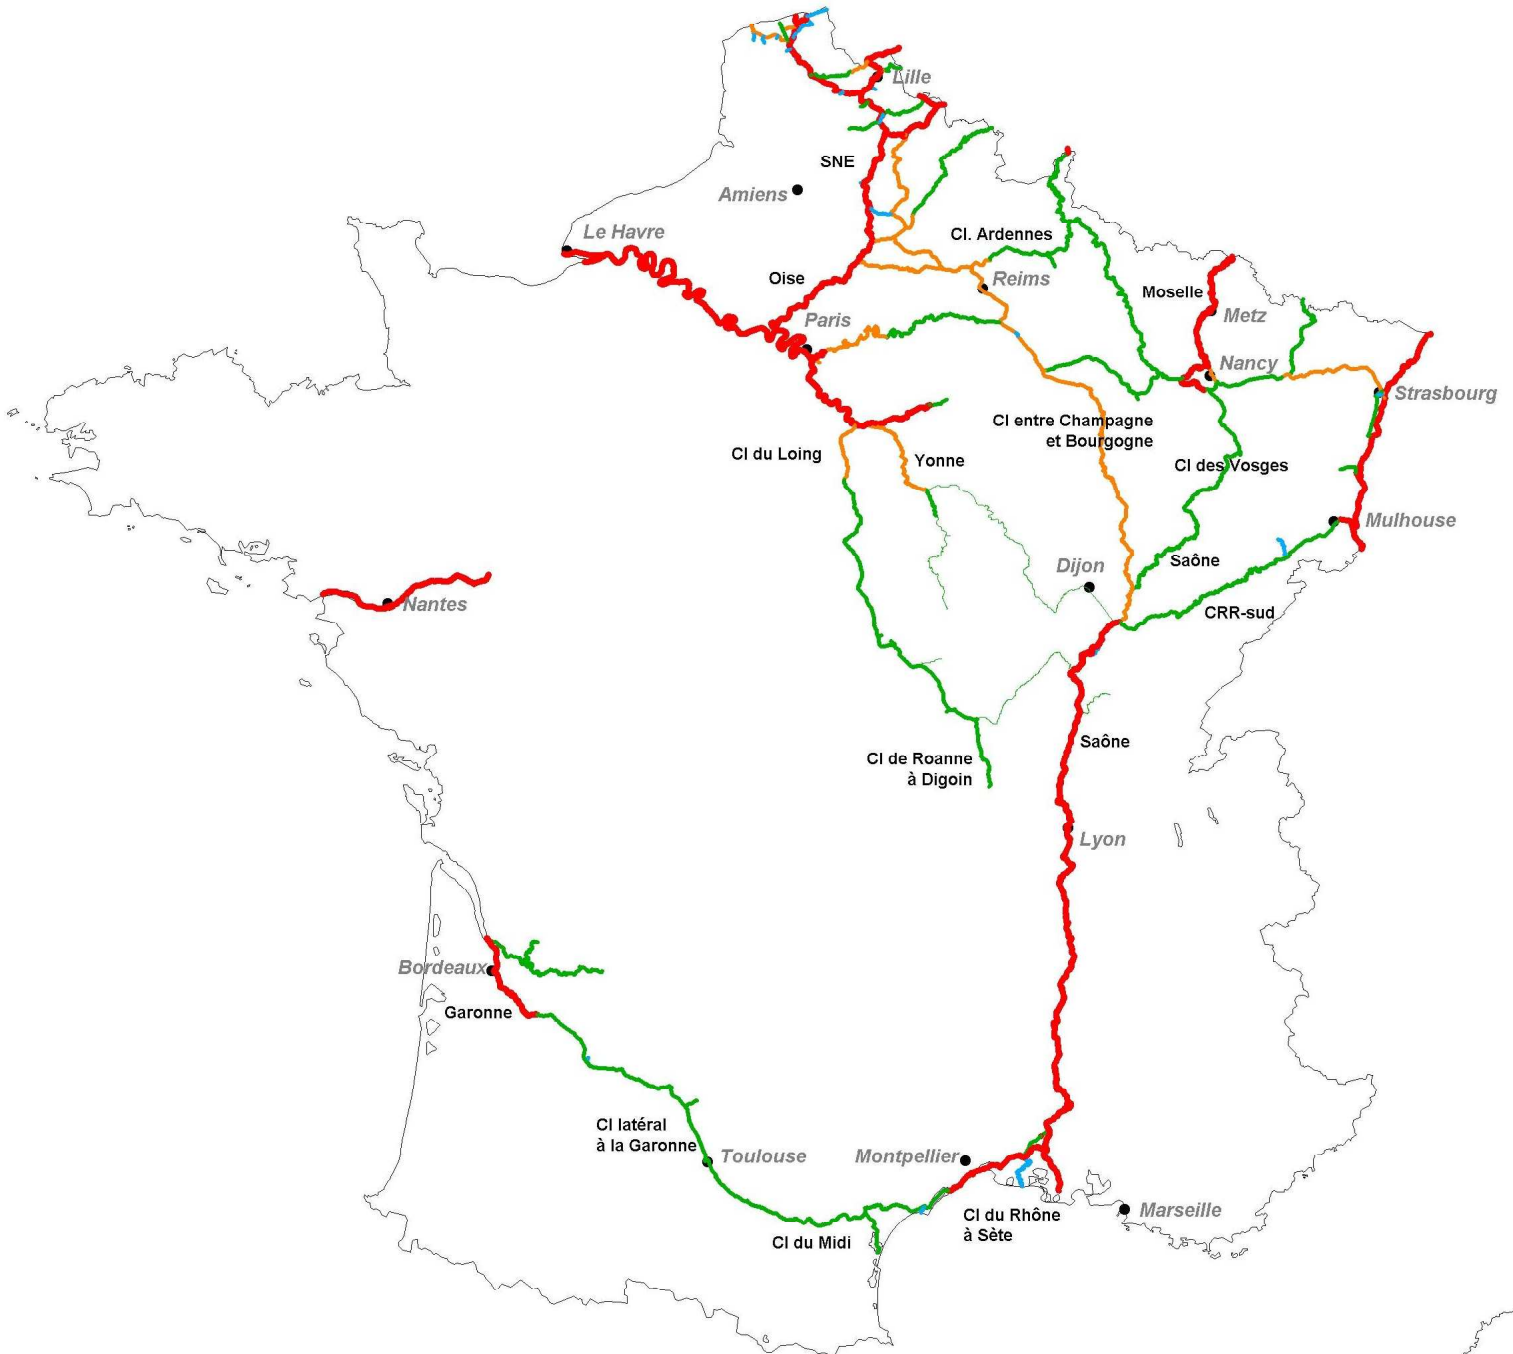 Lille
SNE
Amiens
Le Havre
Cl. Ardennes
Oise
Reims
Moselle
Metz
Paris
Nancy
Strasbourg
Cl entre Champagne
et Bourgogne
Cl du Loing
Yonne
Cl des Vosges
Mulhouse
Dijon
Saône
Nantes
CRR-sud
Saône
Cl de Roanne
à Digoin
Lyon
Bordeaux
Garonne
Cl latéral
à la Garonne
Toulouse
Montpellier
Cl du Rhône
à Sète
Marseille
Cl du Midi